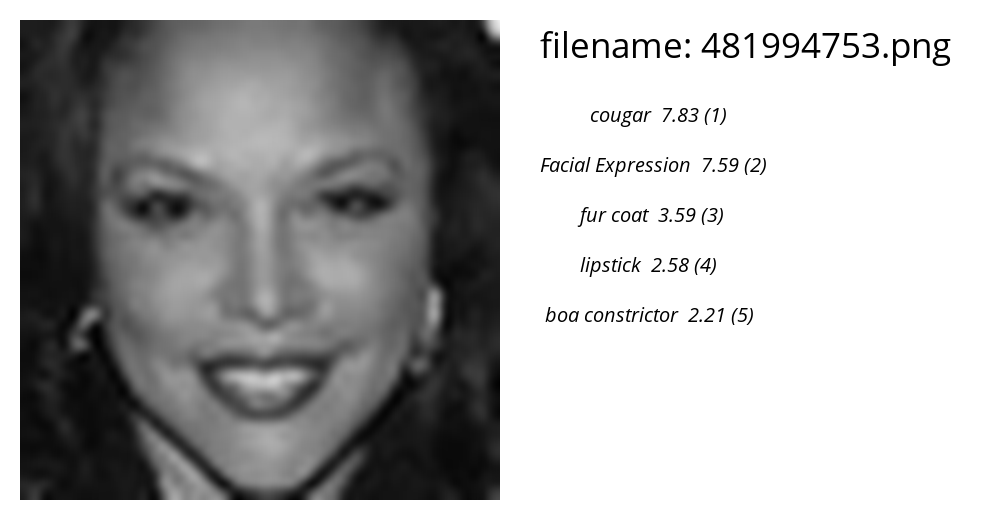 filename: 481994753.png
cougar 7.83 (1)
Facial Expression 7.59 (2)
fur coat 3.59 (3)
lipstick 2.58 (4)
boa constrictor 2.21 (5)